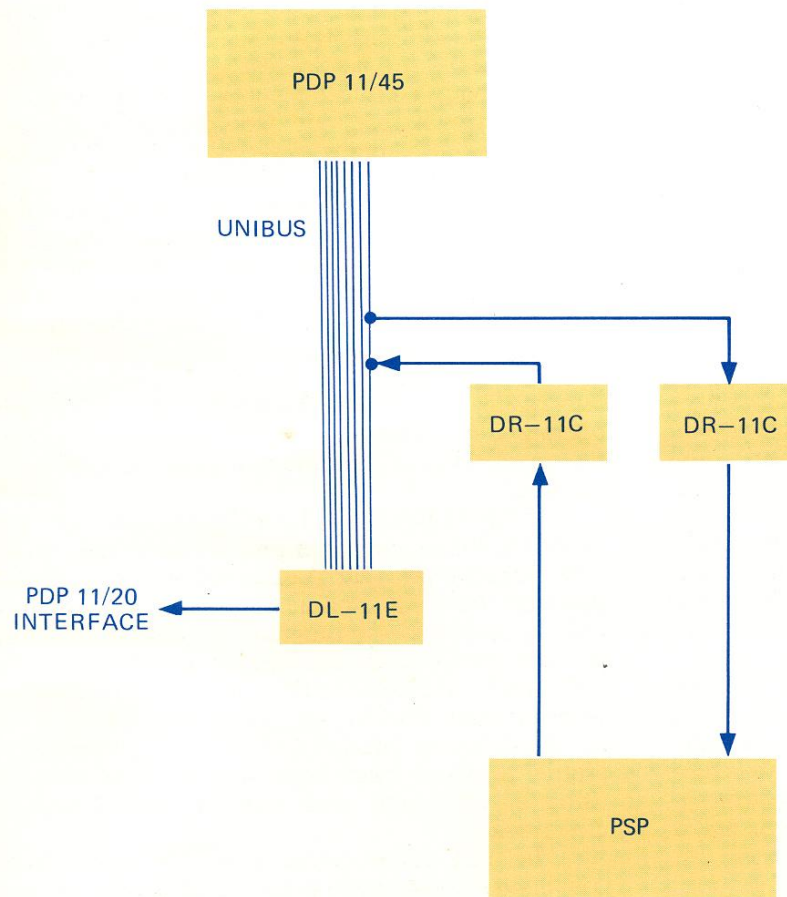 PDP 11/45
UNIBUS
DR–11C
DR–11C
PDP 11/20
INTERFACE
DL–11E
PSP